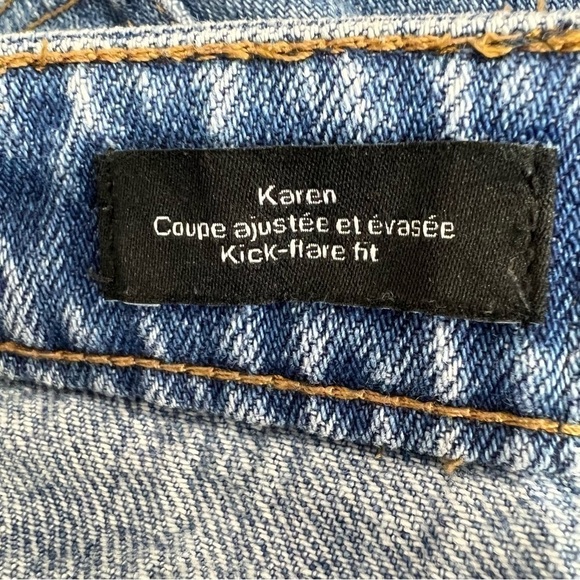 Karen
Coupe ajustée et évasée
Kick-flare fit